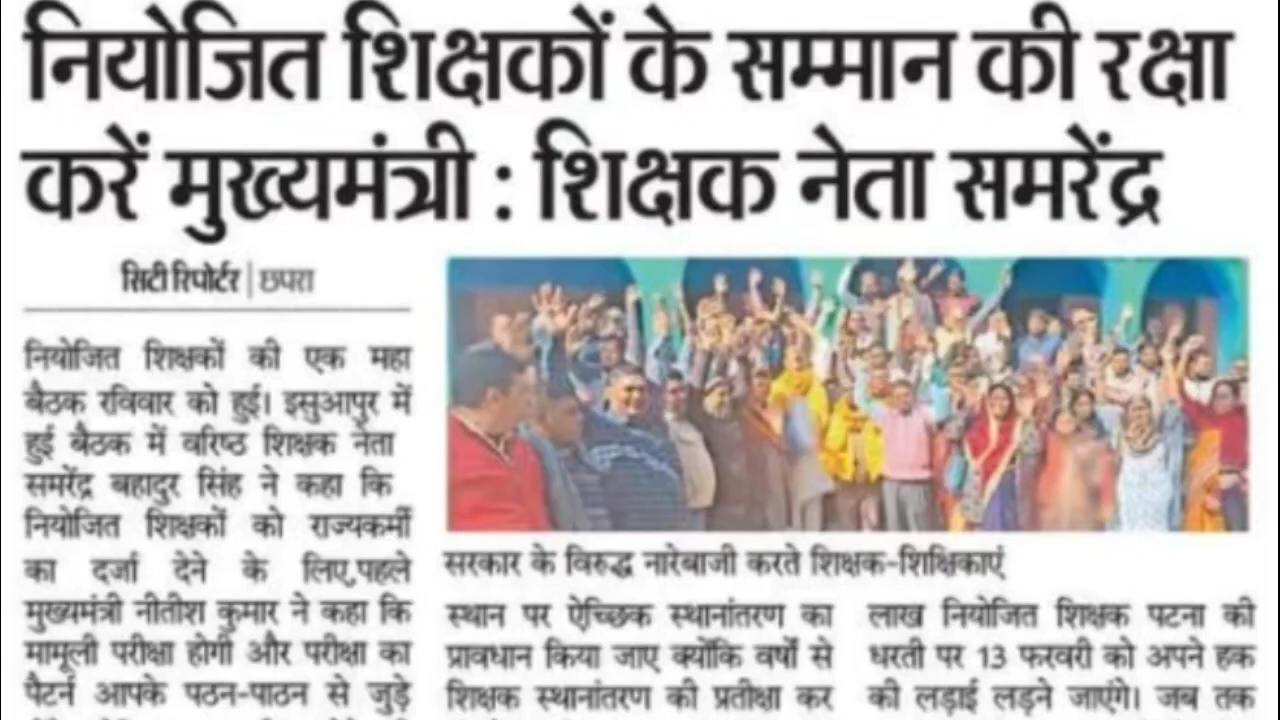 नियोजित शिक्षकों के सम्मान की रक्षा
करें मुख्यमंत्री : शिक्षक नेता समरेंद्र
सिटी रिपोर्टर | छपरा
नियोजित शिक्षकों की एक महा
बैठक रविवार को हुई। इसुआपुर में
हुई बैठक में वरिष्ठ शिक्षक नेता
समरेंद्र बहादुर सिंह ने कहा कि
नियोजित शिक्षकों को राज्यकर्मी
का दर्जा देने के लिए,पहले
मुख्यमंत्री नीतीश कुमार ने कहा कि
मामूली परीक्षा होगी और परीक्षा का
पैटर्न आपके पठन-पाठन से जुड़े
सरकार के विरुद्ध नारेबाजी करते शिक्षक-शिक्षिकाएं
स्थान पर ऐच्छिक स्थानांतरण का
प्रावधान किया जाए क्योंकि वर्षों से
शिक्षक स्थानांतरण की प्रतीक्षा कर
लाख नियोजित शिक्षक पटना की
धरती पर 13 फरवरी को अपने हक
की लड़ाई लड़ने जाएंगे। जब तक